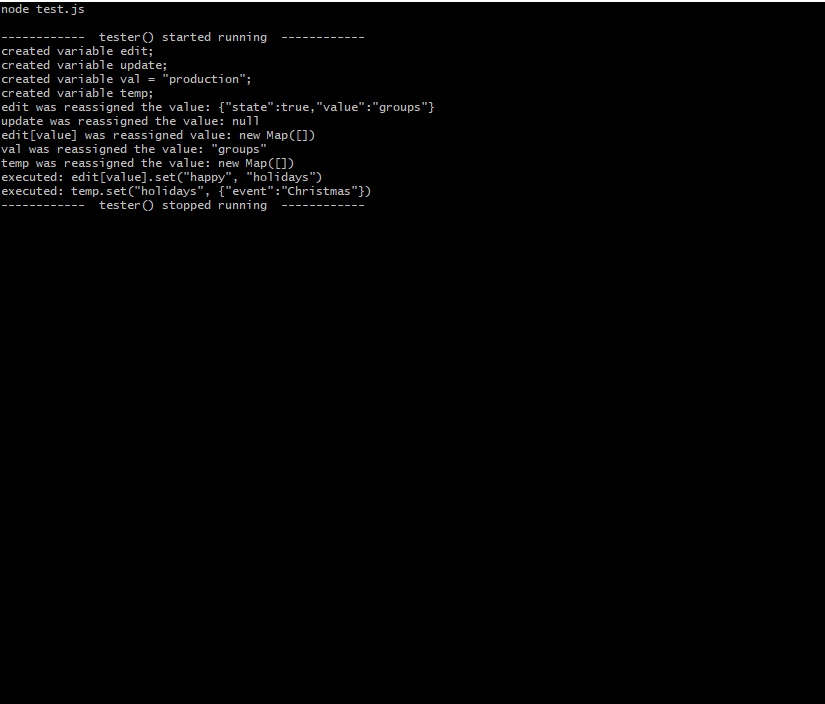 node test.js
------------  tester() started running  ------------
created variable edit;
created variable update;
created variable val = "production";
created variable temp;
edit was reassigned the value: {"state":true,"value":"groups"}
update was reassigned the value: null
edit[value] was reassigned value: new Map([])
val was reassigned the value: "groups"
temp was reassigned the value: new Map([])
executed: edit[value].set("happy", "holidays")
executed: temp.set("holidays", {"event":"Christmas"})
------------  tester() stopped running  ------------